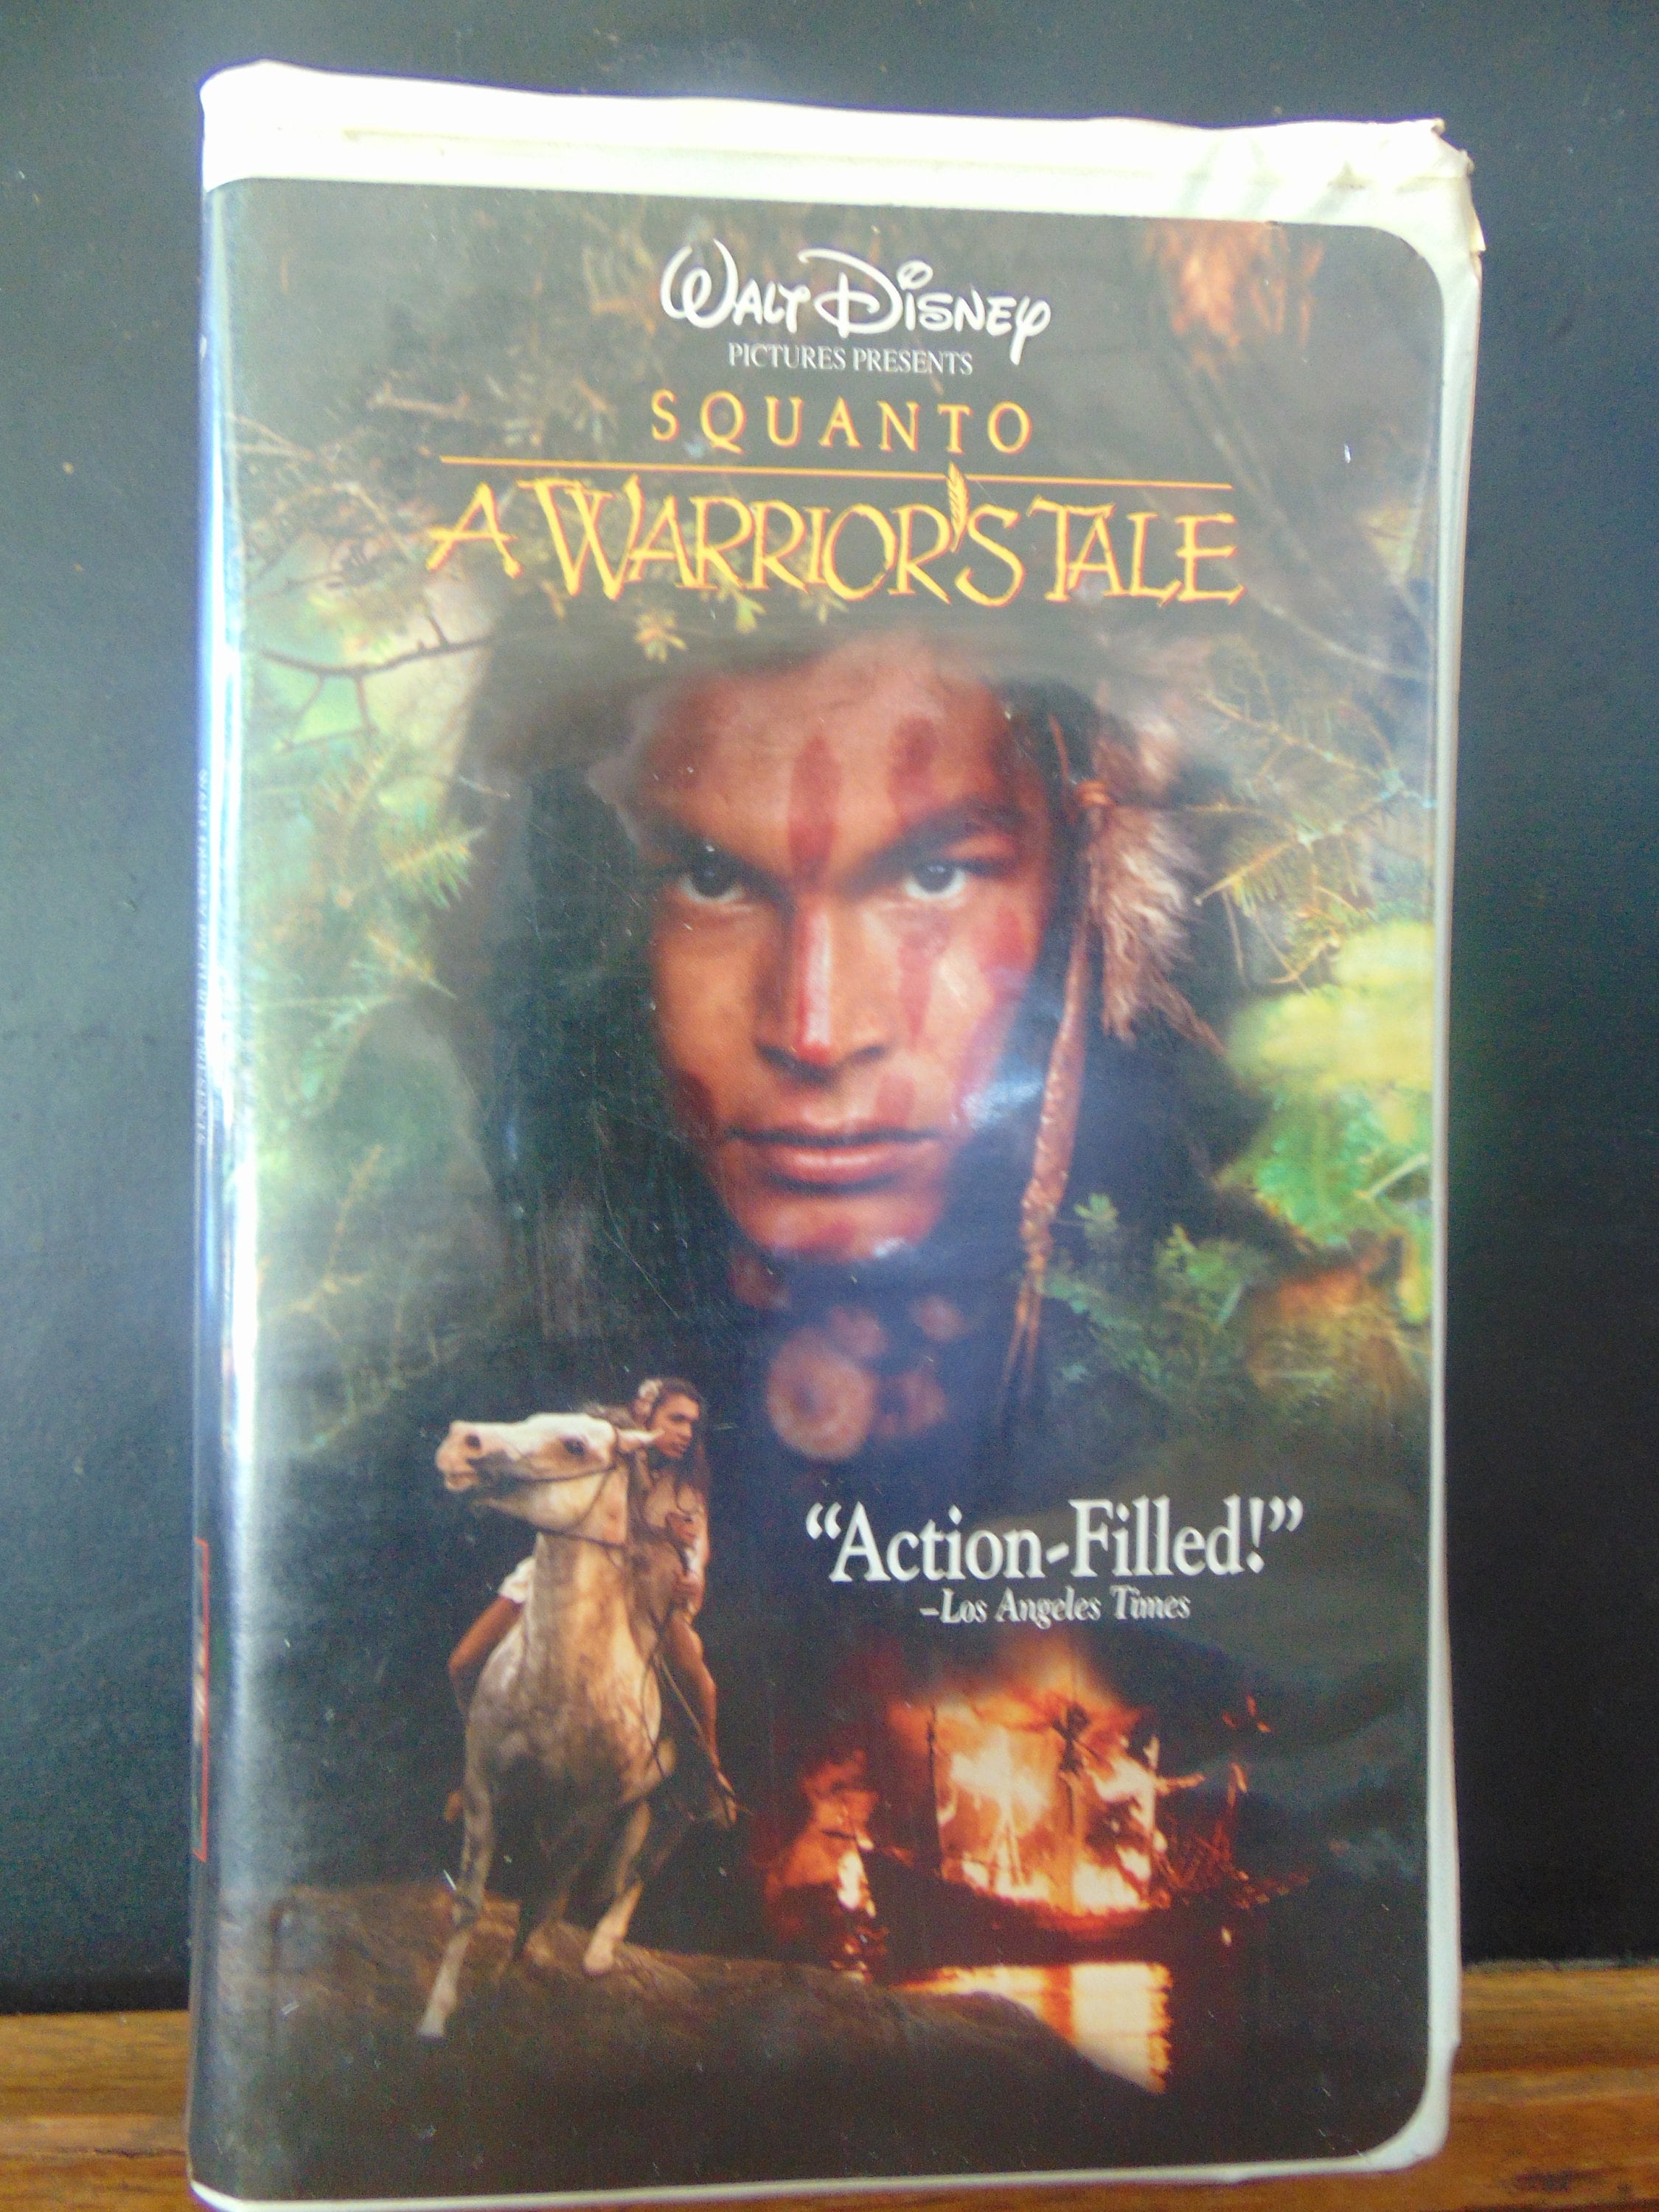 WALT DISNEY
PICTURES PRESENTS
SQUANTO
A WARRIOR'S TALE
“Action-Filled!”
–Los Angeles Times